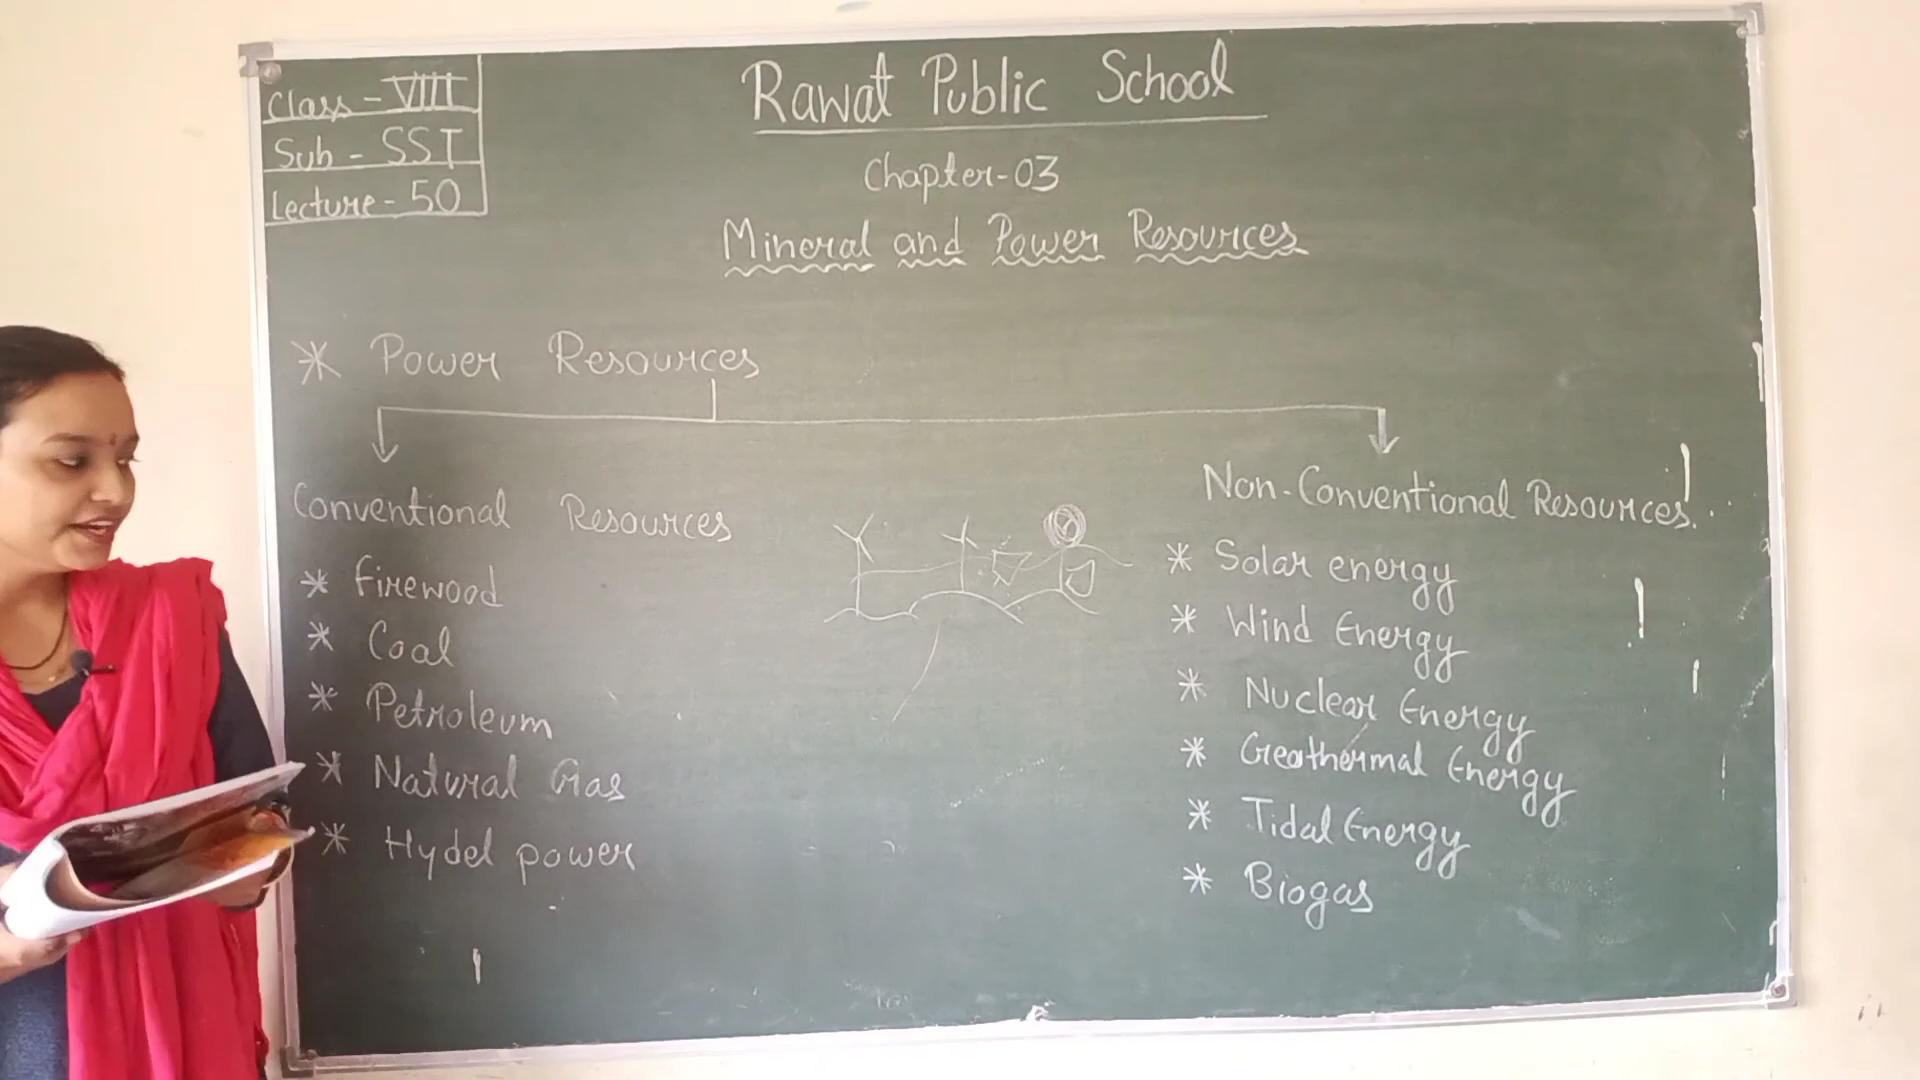 Class - VIII
Sub - SST
Lecture - 50
Rawat Public School
Chapter-03
Mineral and Power Resources
* Power Resources
Conventional Resources
* firewood
* Coal
* Petroleum
* Natural Gas
* Hydel power
Non-Conventional Resources
* Solar energy
* Wind Energy
* Nuclear Energy
* Geothermal Energy
* Tidal Energy
* Biogas